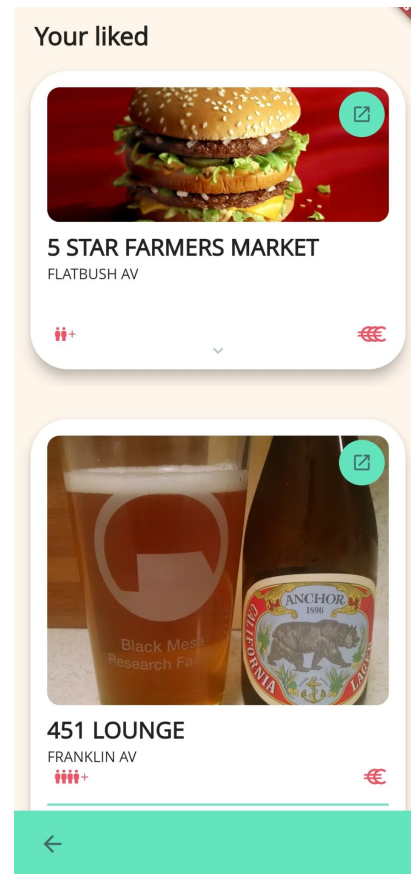 Your liked
5 STAR FARMERS MARKET
FLATBUSH AV
+
€€€
Black Mesa
Research Fac
ANCHOR
1896
CALIFORNIA
LAGER
451 LOUNGE
FRANKLIN AV
+
€€